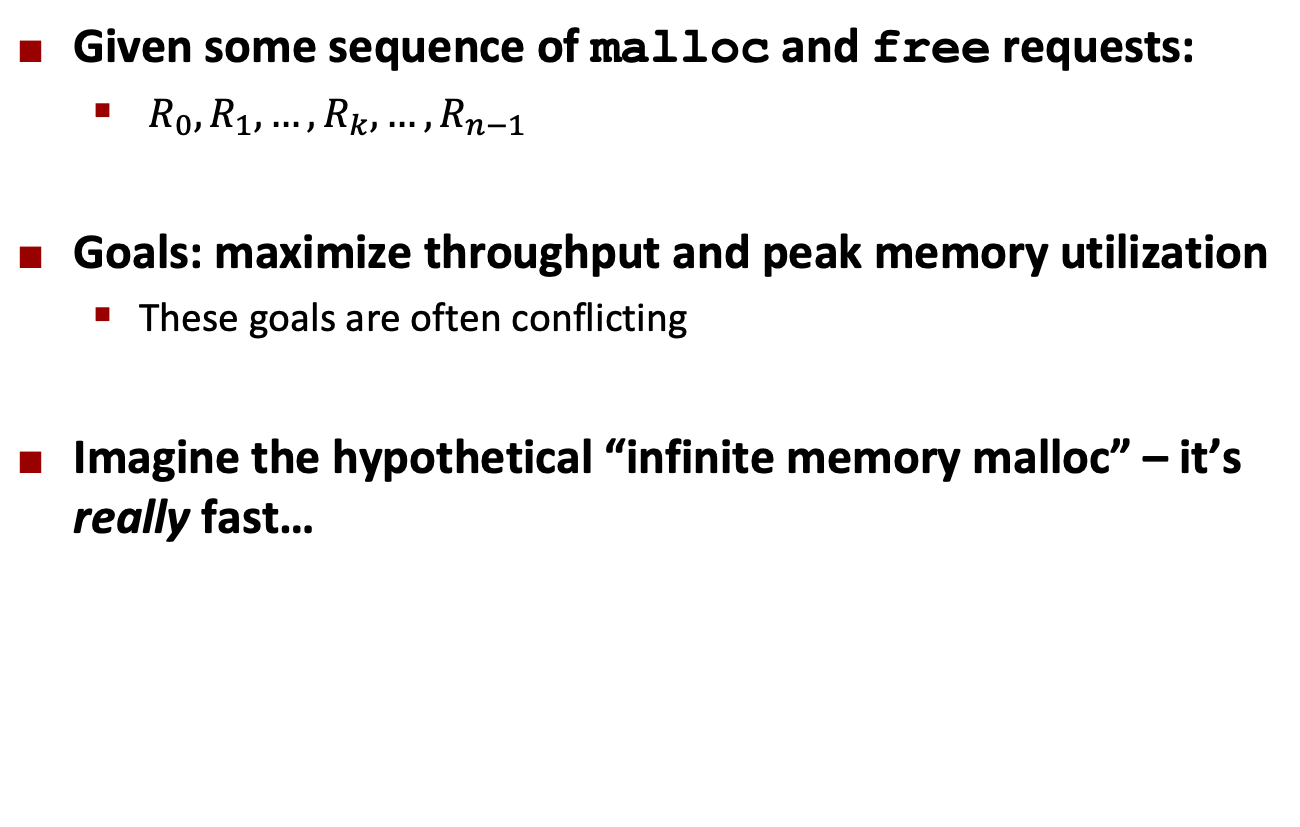 ■ Given some sequence of malloc and free requests:
■ R₀, R₁, …, Rₖ, …, Rₙ₋₁
■ Goals: maximize throughput and peak memory utilization
■ These goals are often conflicting
■ Imagine the hypothetical “infinite memory malloc” – it’s
really fast…